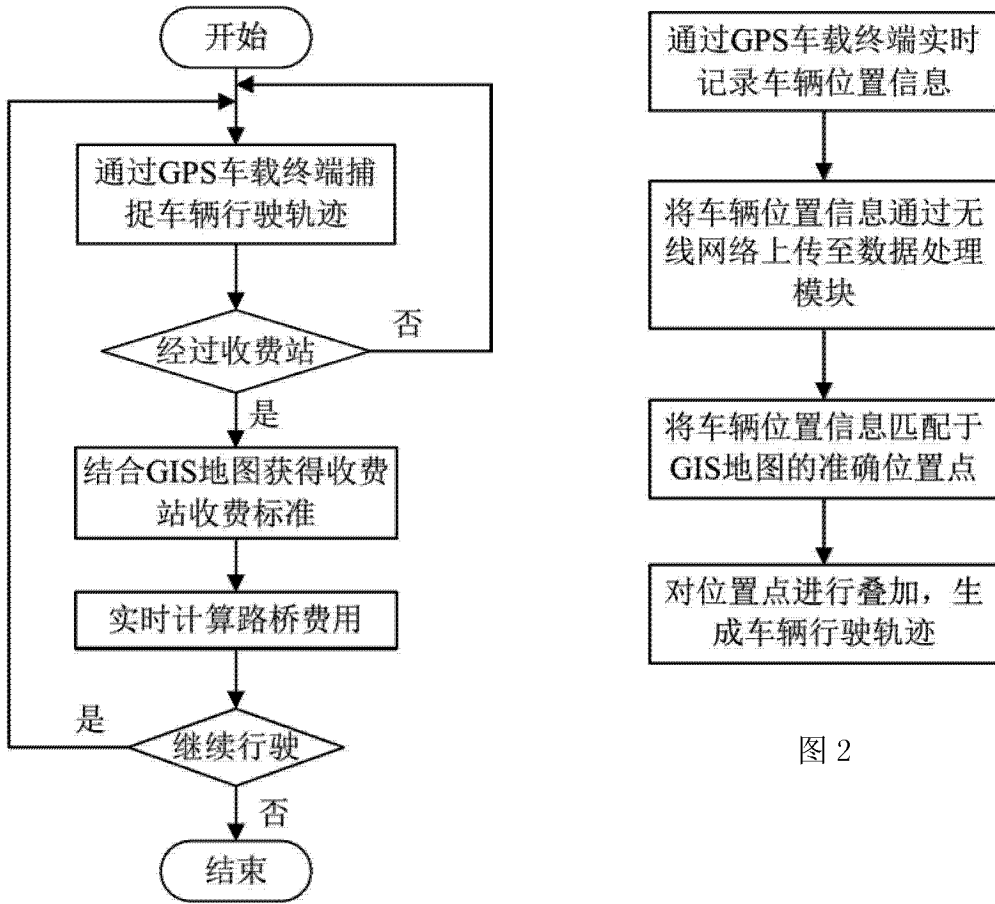 开始
通过GPS车载终端捕
捉车辆行驶轨迹
经过收费站
否
是
结合GIS地图获得收费
站收费标准
实时计算路桥费用
是
继续行驶
否
结束
通过GPS车载终端实时
记录车辆位置信息
将车辆位置信息通过无
线网络上传至数据处理
模块
将车辆位置信息匹配于
GIS地图的准确位置点
对位置点进行叠加，生
成车辆行驶轨迹
图 2